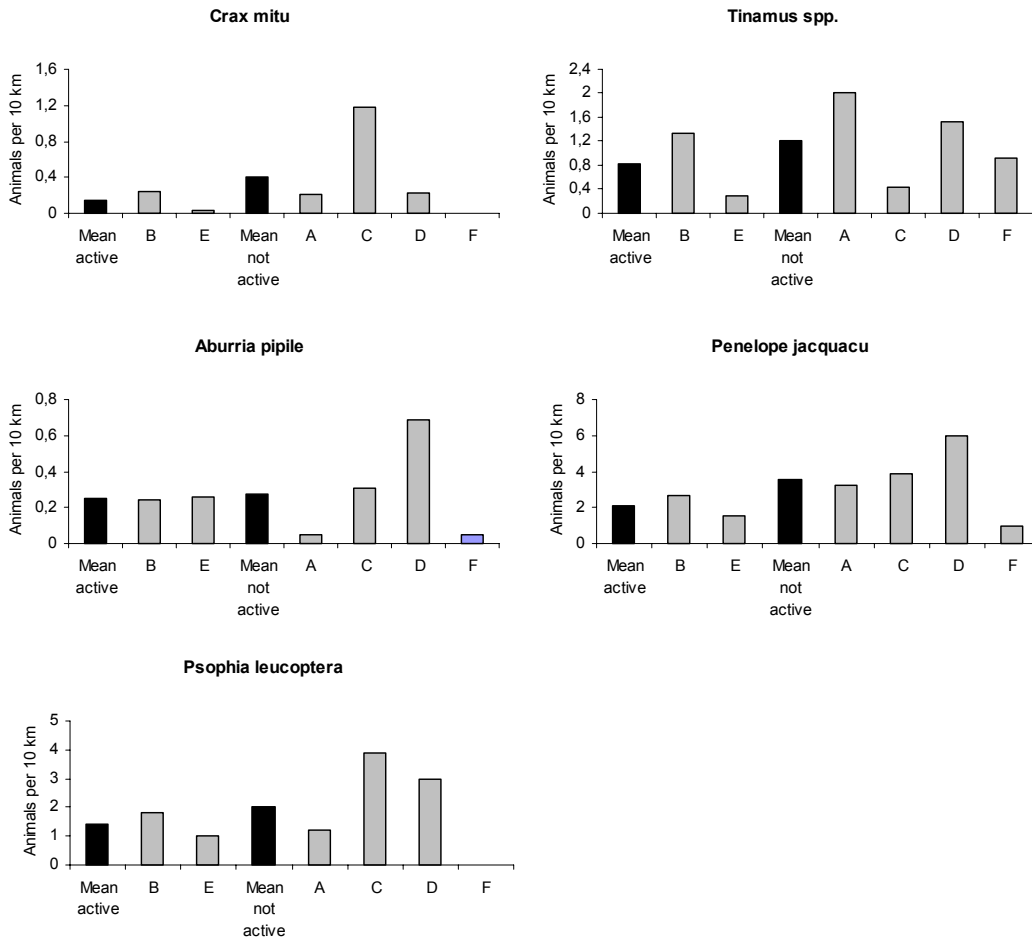 Crax mitu
Animals per 10 km
1,6
1,2
0,8
0,4
0
Mean active
B
E
Mean not active
A
C
D
F
Tinamus spp.
Animals per 10 km
2,4
2
1,6
1,2
0,8
0,4
0
Mean active
B
E
Mean not active
A
C
D
F
Aburria pipile
Animals per 10 km
0,8
0,6
0,4
0,2
0
Mean active
B
E
Mean not active
A
C
D
F
Penelope jacquacu
Animals per 10 km
8
6
4
2
0
Mean active
B
E
Mean not active
A
C
D
F
Psophia leucoptera
Animals per 10 km
5
4
3
2
1
0
Mean active
B
E
Mean not active
A
C
D
F